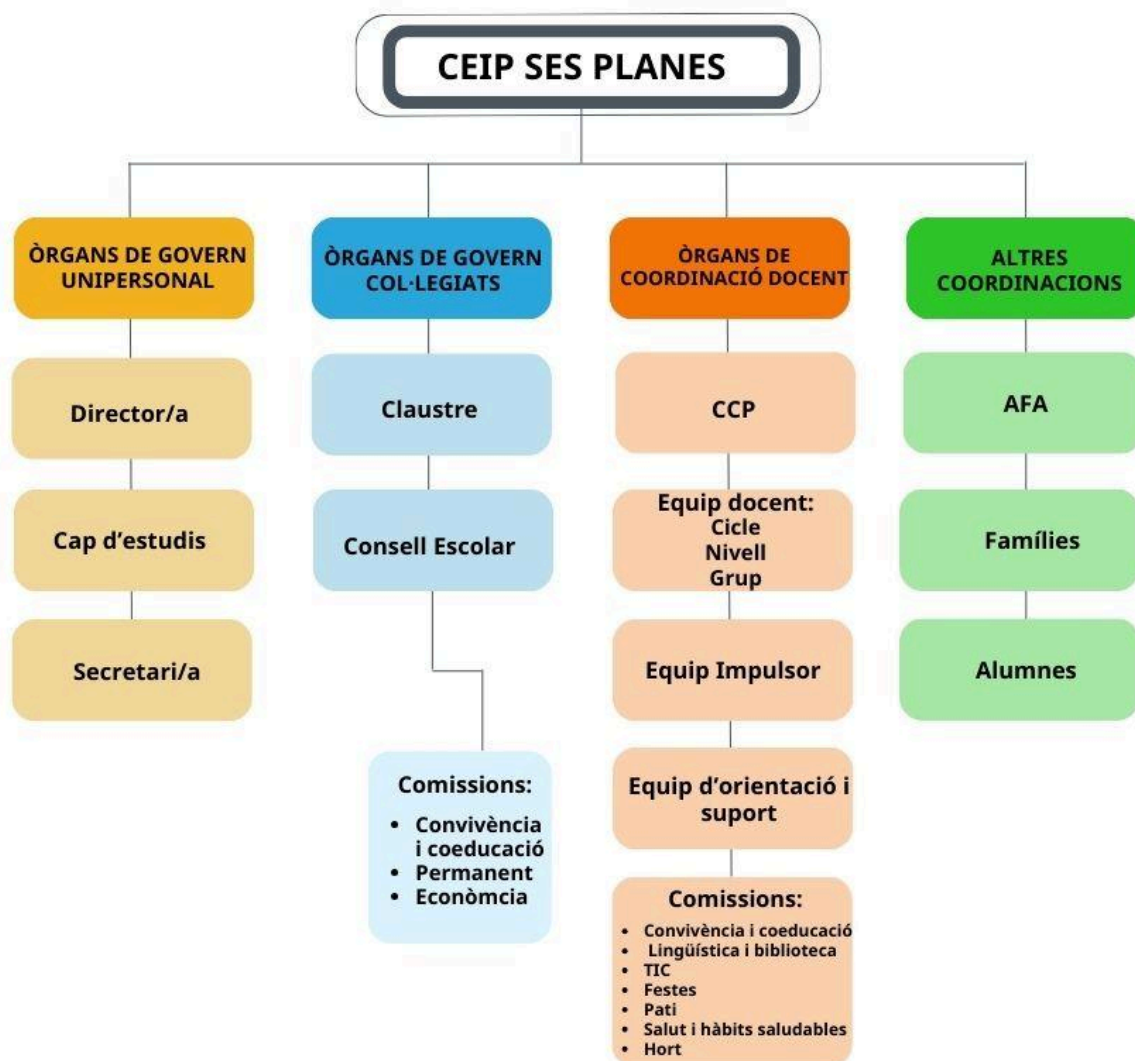 CEIP SES PLANES
ÒRGANS DE GOVERN
UNIPERSONAL
Director/a
Cap d'estudis
Secretari/a
ÒRGANS DE GOVERN
COL·LEGIATS
Claustre
Consell Escolar
Comissions:
• Convivència
i coeducació
• Permanent
• Econòmcia
ÒRGANS DE
COORDINACIÓ DOCENT
CCP
Equip docent:
Cicle
Nivell
Grup
Equip Impulsor
Equip d'orientació i
suport
Comissions:
• Convivència i coeducació
• Lingüística i biblioteca
• TIC
• Festes
• Pati
• Salut i hàbits saludables
• Hort
ALTRES
COORDINACIONS
AFA
Famílies
Alumnes